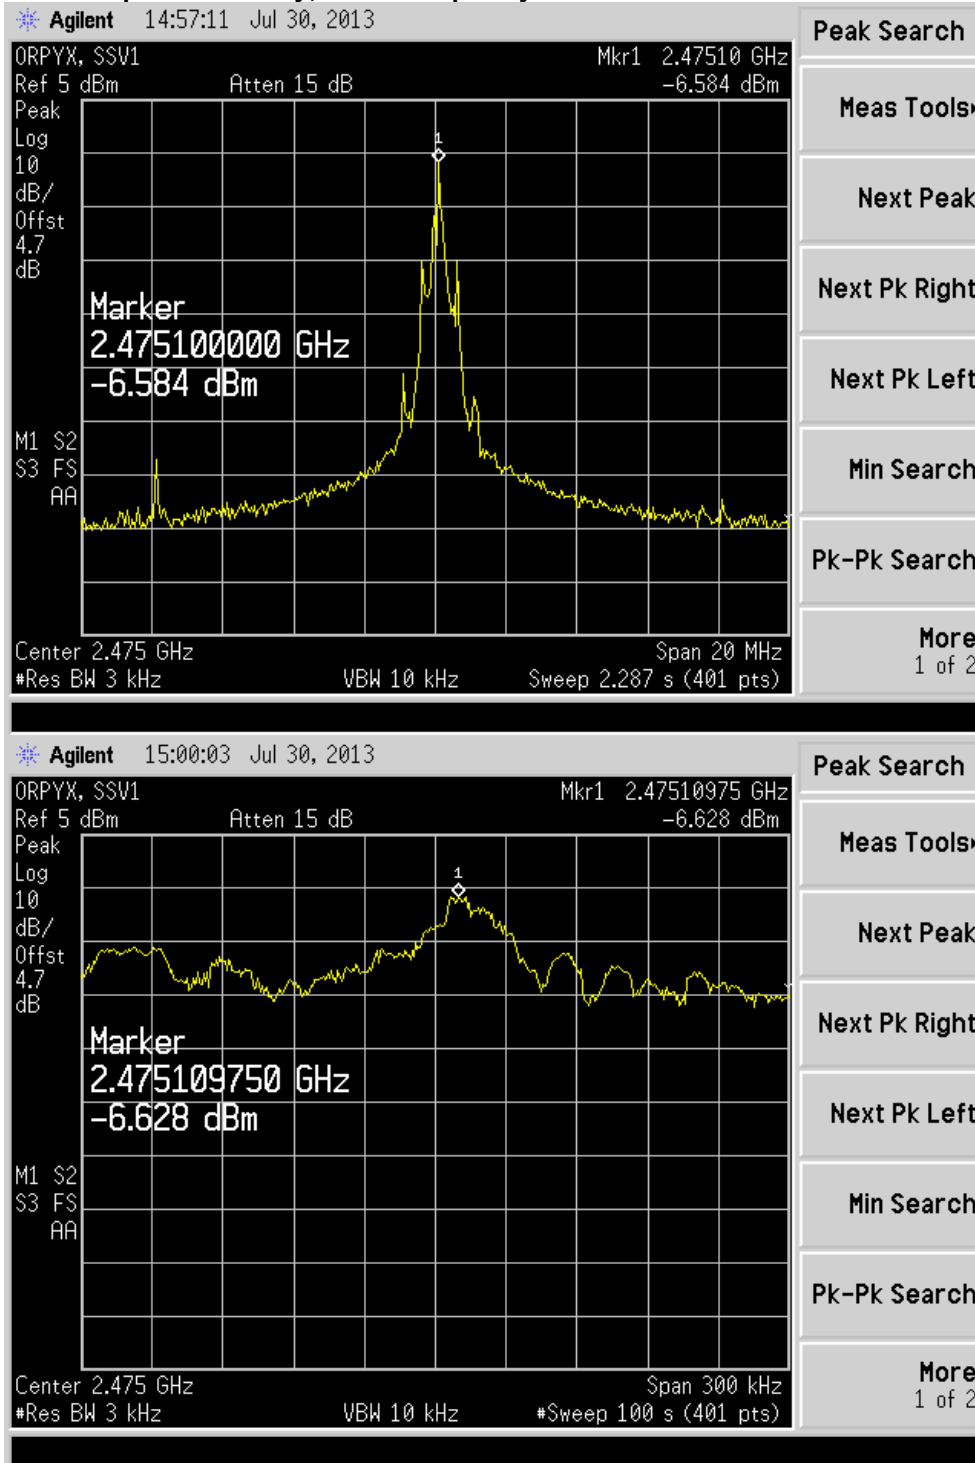 Agilent 14:57:11 Jul 30, 2013
Peak Search
ORPYX, SSV1 Mkr1 2.47510 GHz
Ref 5 dBm Atten 15 dB -6.584 dBm
Peak
Log
10
dB/
Offst
4.7
dB
1
Marker
2.475100000 GHz
-6.584 dBm
M1 S2
S3 FS
AA
Center 2.475 GHz Span 20 MHz
#Res BW 3 kHz VBW 10 kHz Sweep 2.287 s (401 pts)
Meas Tools
Next Peak
Next Pk Right
Next Pk Left
Min Search
Pk-Pk Search
More
1 of 2
Agilent 15:00:03 Jul 30, 2013
Peak Search
ORPYX, SSV1 Mkr1 2.47510975 GHz
Ref 5 dBm Atten 15 dB -6.628 dBm
Peak
Log
10
dB/
Offst
4.7
dB
1
Marker
2.475109750 GHz
-6.628 dBm
M1 S2
S3 FS
AA
Center 2.475 GHz Span 300 kHz
#Res BW 3 kHz VBW 10 kHz #Sweep 100 s (401 pts)
Meas Tools
Next Peak
Next Pk Right
Next Pk Left
Min Search
Pk-Pk Search
More
1 of 2